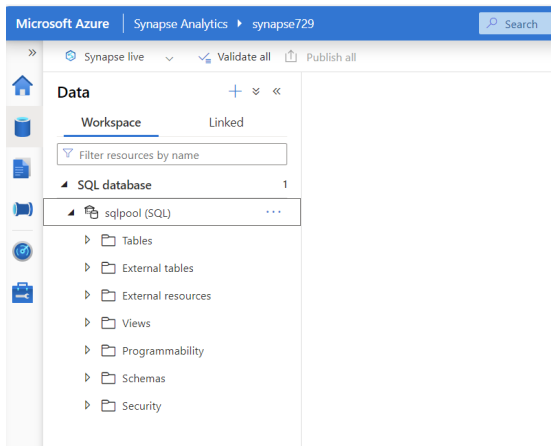 Microsoft Azure Synapse Analytics synapse729 Search
Synapse live Validate all Publish all
Data
Workspace Linked
Filter resources by name
SQL database 1
sqlpool (SQL)
Tables
External tables
External resources
Views
Programmability
Schemas
Security